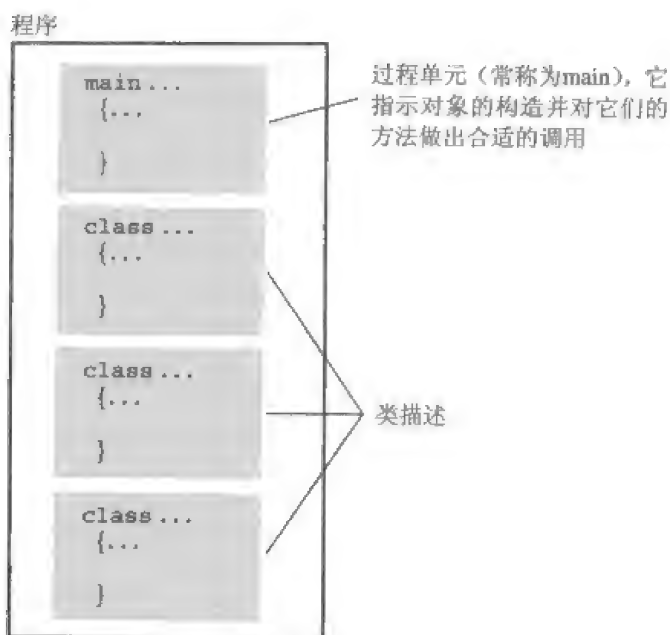 程序
main...
{...
}
过程单元（常称为main），它
指示对象的构造并对它们的
方法做出合适的调用
class...
{...
}
class...
{...
}
类描述
class...
{...
}